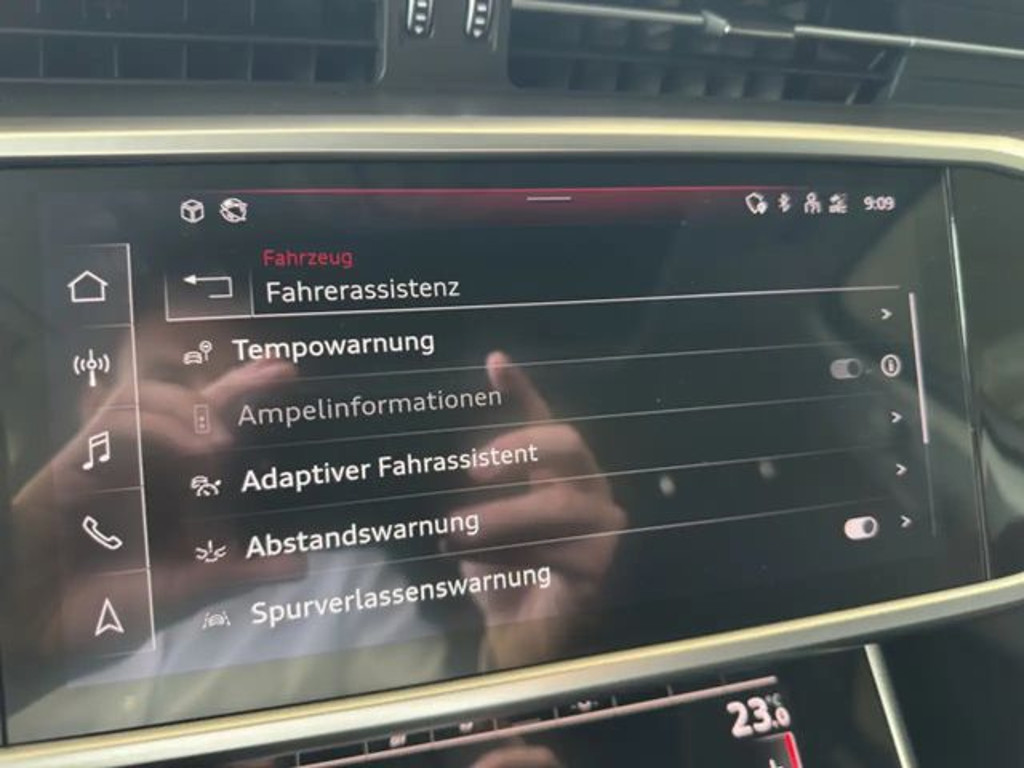 9:09
Fahrzeug
Fahrerassistenz
Tempowarnung
Ampelinformationen
Adaptiver Fahrassistent
Abstandswarnung
Spurverlassenswarnung
23.0 °C